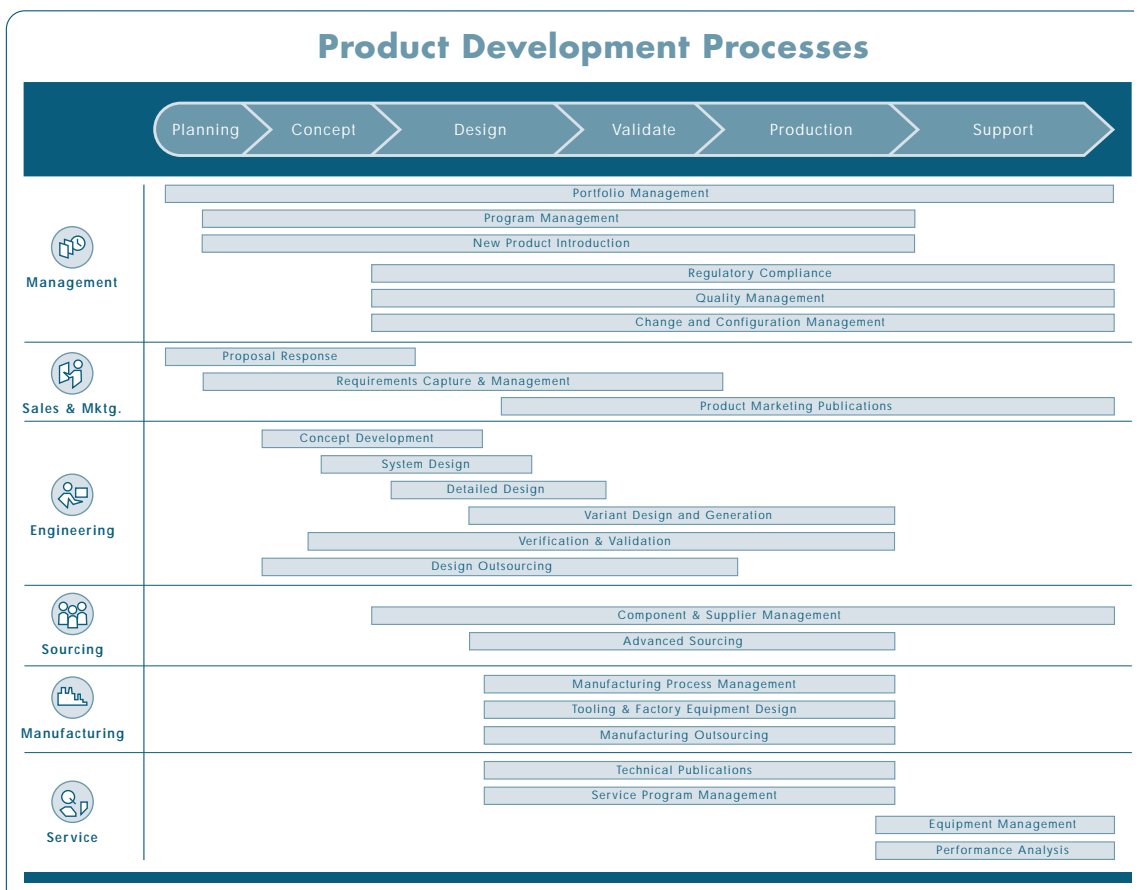 Product Development Processes
Planning
Concept
Design
Validate
Production
Support
Management
Portfolio Management
Program Management
New Product Introduction
Regulatory Compliance
Quality Management
Change and Configuration Management
Sales & Mktg.
Proposal Response
Requirements Capture & Management
Product Marketing Publications
Engineering
Concept Development
System Design
Detailed Design
Variant Design and Generation
Verification & Validation
Design Outsourcing
Sourcing
Component & Supplier Management
Advanced Sourcing
Manufacturing
Manufacturing Process Management
Tooling & Factory Equipment Design
Manufacturing Outsourcing
Service
Technical Publications
Service Program Management
Equipment Management
Performance Analysis